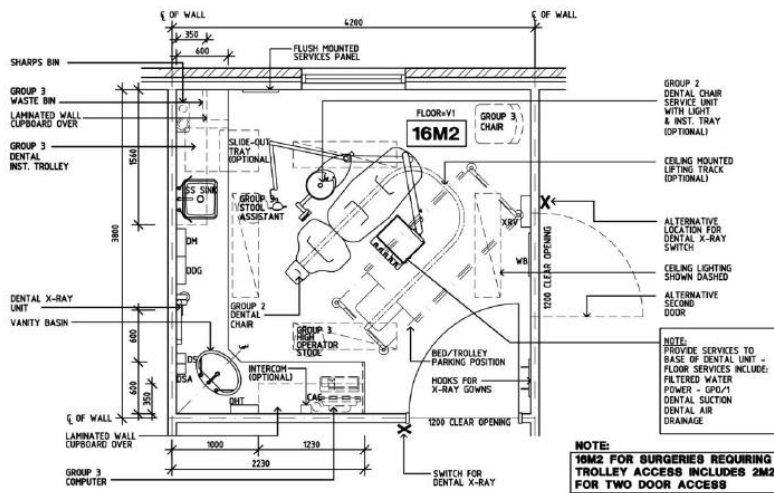 ℄ OF WALL
℄ OF WALL
4200
350
600
SHARPS BIN
FLUSH MOUNTED
SERVICES PANEL
GROUP 3
WASTE BIN
LAMINATED WALL
CUPBOARD OVER
GROUP 3
DENTAL
INST. TROLLEY
1560
3800
SLIDE-OUT
TRAY
(OPTIONAL)
FLOOR=V1
16M2
GROUP 3
CHAIR
GROUP 2
DENTAL CHAIR
SERVICE UNIT
WITH LIGHT
& INST. TRAY
(OPTIONAL)
CEILING MOUNTED
LIFTING TRACK
(OPTIONAL)
SS SINK
GROUP 3
STOOL
ASSISTANT
XRV
ALTERNATIVE
LOCATION FOR
DENTAL X-RAY
SWITCH
DM
DDG
WB
1200 CLEAR OPENING
CEILING LIGHTING
SHOWN DASHED
ALTERNATIVE
SECOND
DOOR
DENTAL X-RAY
UNIT
VANITY BASIN
GROUP 2
DENTAL
CHAIR
GROUP 3
HIGH
OPERATOR
STOOL
BED/TROLLEY
PARKING POSITION
600
600
350
DS
DSA
INTERCOM
(OPTIONAL)
HOOKS FOR
X-RAY GOWNS
DHT
CAG
NOTE:
PROVIDE SERVICES TO
BASE OF DENTAL UNIT -
FLOOR SERVICES INCLUDE:
FILTERED WATER
POWER - GPO/1
DENTAL SUCTION
DENTAL AIR
DRAINAGE
℄ OF WALL
1200 CLEAR OPENING
LAMINATED WALL
CUPBOARD OVER
1000
1230
2230
GROUP 3
COMPUTER
SWITCH FOR
DENTAL X-RAY
NOTE:
16M2 FOR SURGERIES REQUIRING
TROLLEY ACCESS INCLUDES 2M2
FOR TWO DOOR ACCESS